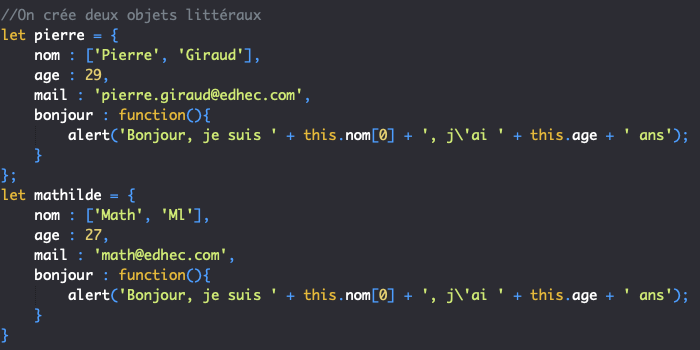 //On crée deux objets littéraux
let pierre = {
    nom : ['Pierre', 'Giraud'],
    age : 29,
    mail : 'pierre.giraud@edhec.com',
    bonjour : function(){
        alert('Bonjour, je suis ' + this.nom[0] + ', j\'ai ' + this.age + ' ans');
    }
};
let mathilde = {
    nom : ['Math', 'Ml'],
    age : 27,
    mail : 'math@edhec.com',
    bonjour : function(){
        alert('Bonjour, je suis ' + this.nom[0] + ', j\'ai ' + this.age + ' ans');
    }
}